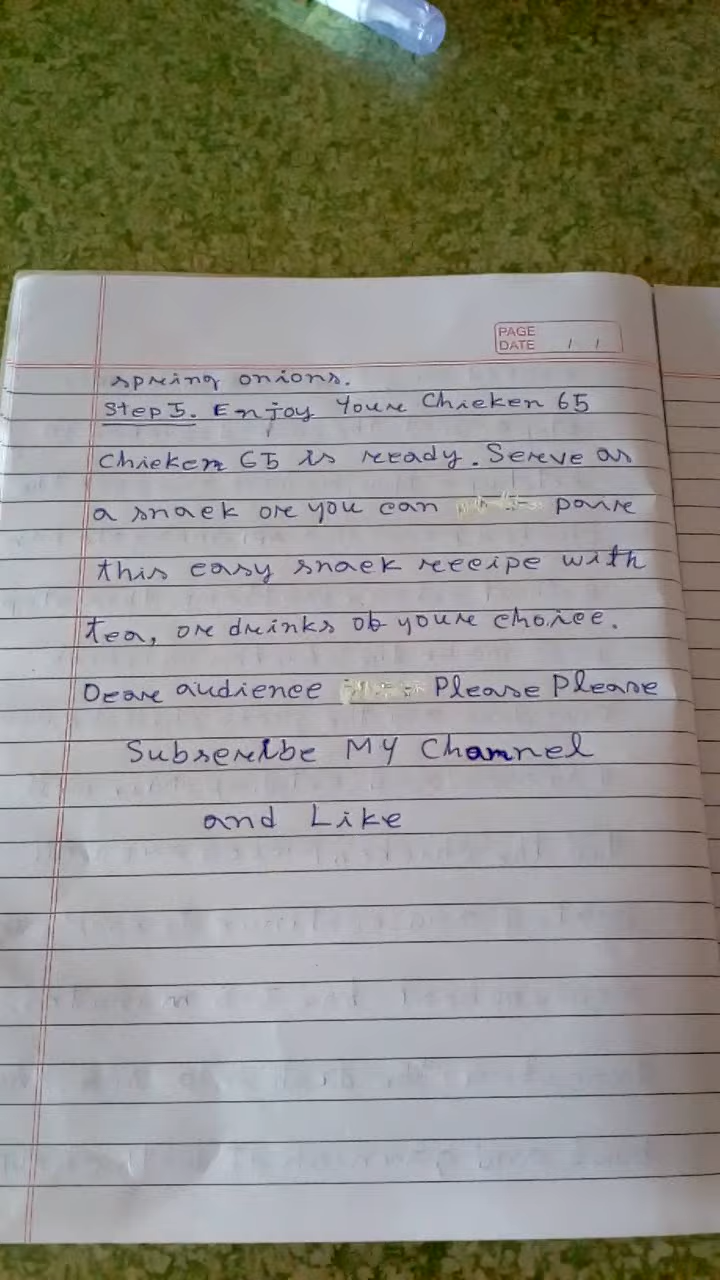 PAGE
DATE / /
spring onions.
Step 5. Enjoy Your Chicken 65
Chicken 65 is ready. Serve as
a snack or you can pair
this easy snack recipe with
tea, or drinks of your choice.
Dear audience Please Please
Subscribe MY Channel
and Like